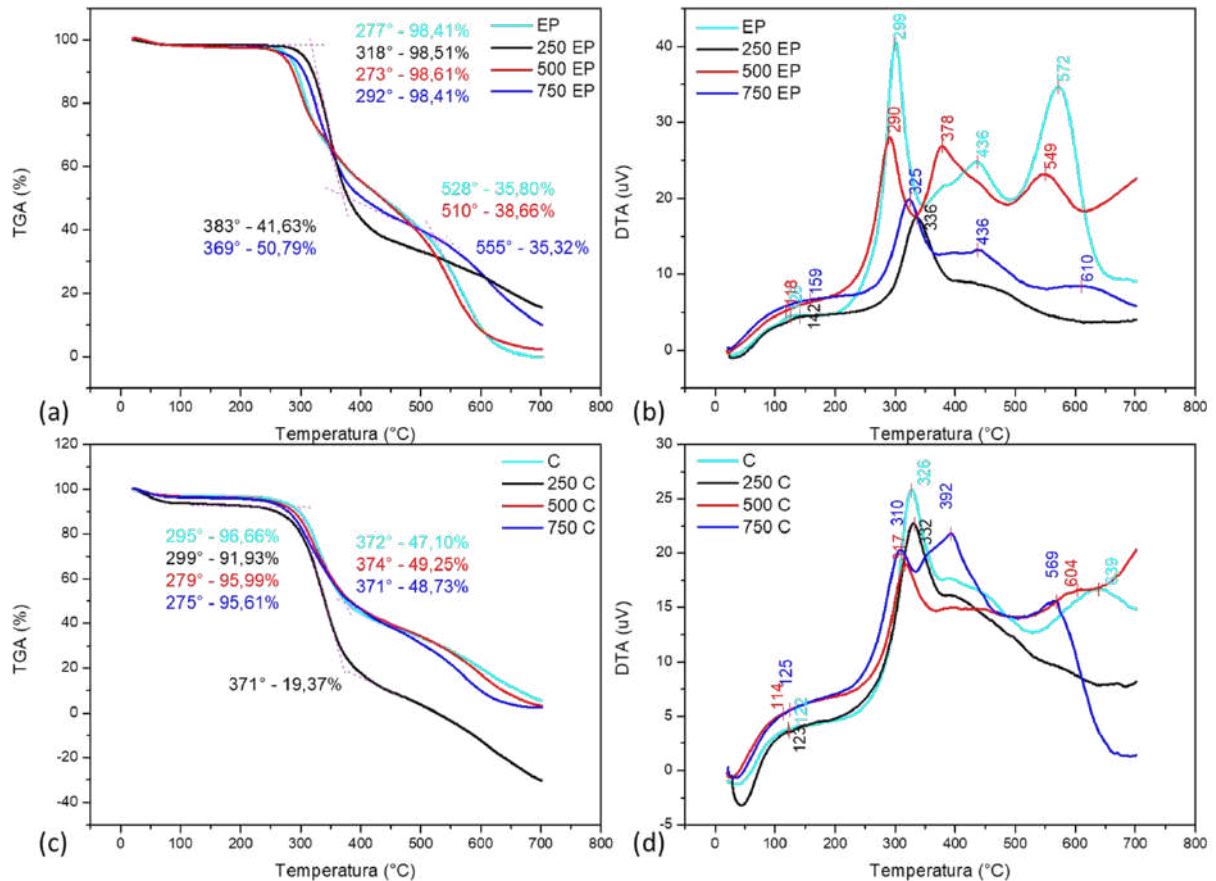 277° - 98,41%
318° - 98,51%
273° - 98,61%
292° - 98,41%
EP
250 EP
500 EP
750 EP
528° - 35,80%
510° - 38,66%
383° - 41,63%
369° - 50,79%
555° - 35,32%
100
80
60
40
20
0
TGA (%)
0 100 200 300 400 500 600 700 800
(a)
Temperatura (°C)
EP
250 EP
500 EP
750 EP
299
572
290
378
436
325
336
549
436
610
118
159
142
40
30
20
10
0
DTA (uV)
0 100 200 300 400 500 600 700 800
(b)
Temperatura (°C)
C
250 C
500 C
750 C
295° - 96,66%
299° - 91,93%
279° - 95,99%
275° - 95,61%
372° - 47,10%
374° - 49,25%
371° - 48,73%
371° - 19,37%
120
100
80
60
40
20
0
-20
-40
TGA (%)
0 100 200 300 400 500 600 700 800
(c)
Temperatura (°C)
C
250 C
500 C
750 C
326
310
392
332
569
604
639
114
125
122
123
30
25
20
15
10
5
0
-5
DTA (uV)
0 100 200 300 400 500 600 700 800
(d)
Temperatura (°C)